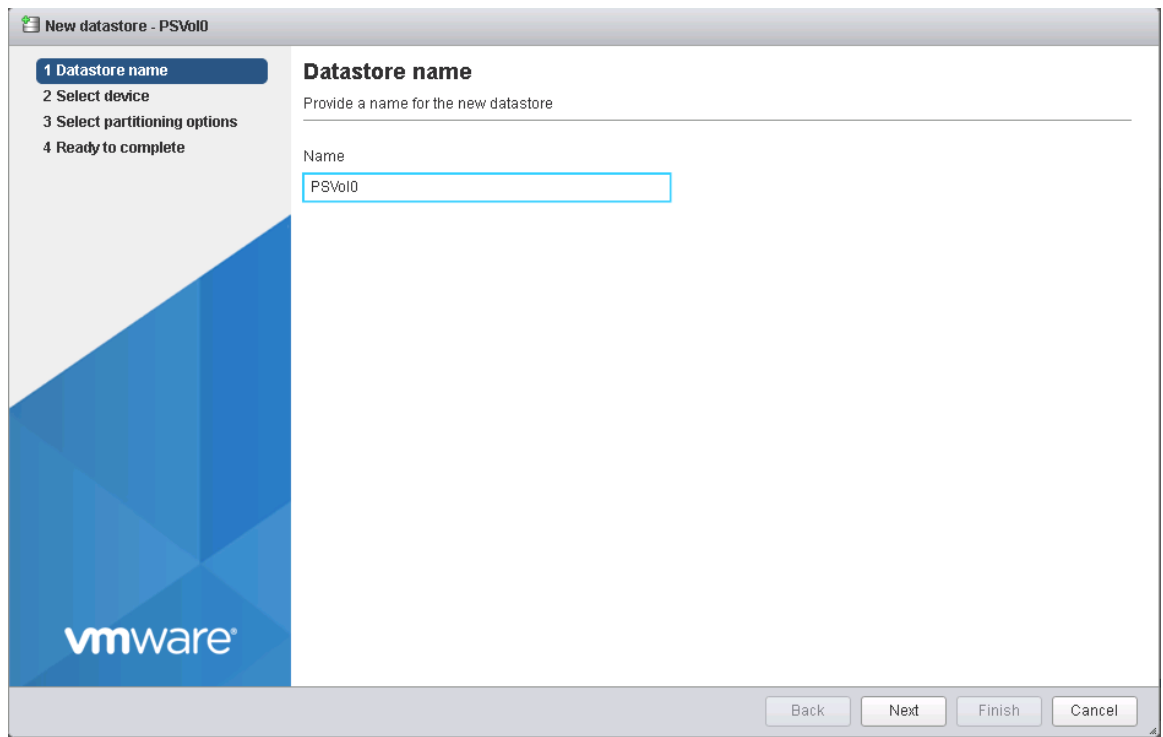 New datastore - PSVol0
1 Datastore name
2 Select device
3 Select partitioning options
4 Ready to complete
Datastore name
Provide a name for the new datastore
Name
PSVol0
vmware®
Back
Next
Finish
Cancel